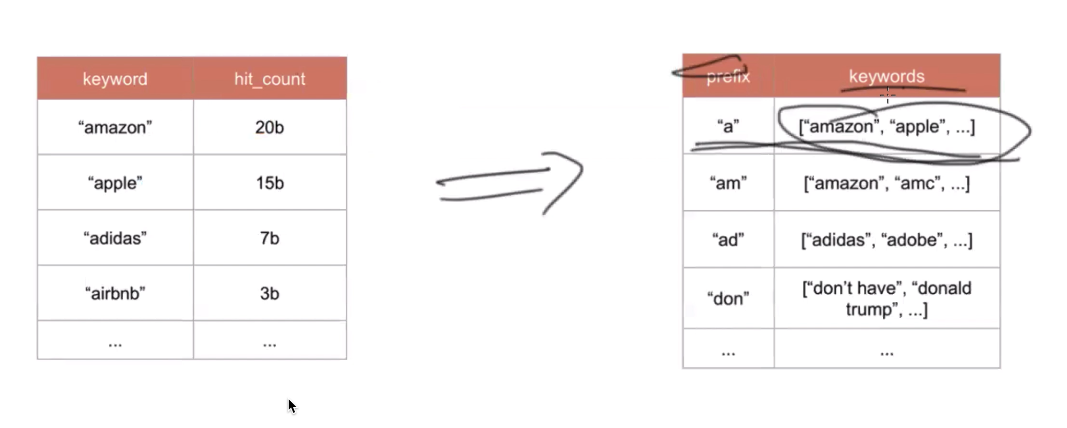 keyword hit_count
“amazon” 20b
“apple” 15b
“adidas” 7b
“airbnb” 3b
... ...
prefix keywords
“a” [“amazon”, “apple”, ...]
“am” [“amazon”, “amc”, ...]
“ad” [“adidas”, “adobe”, ...]
“don” [“don’t have”, “donald
trump”, ...]
... ...